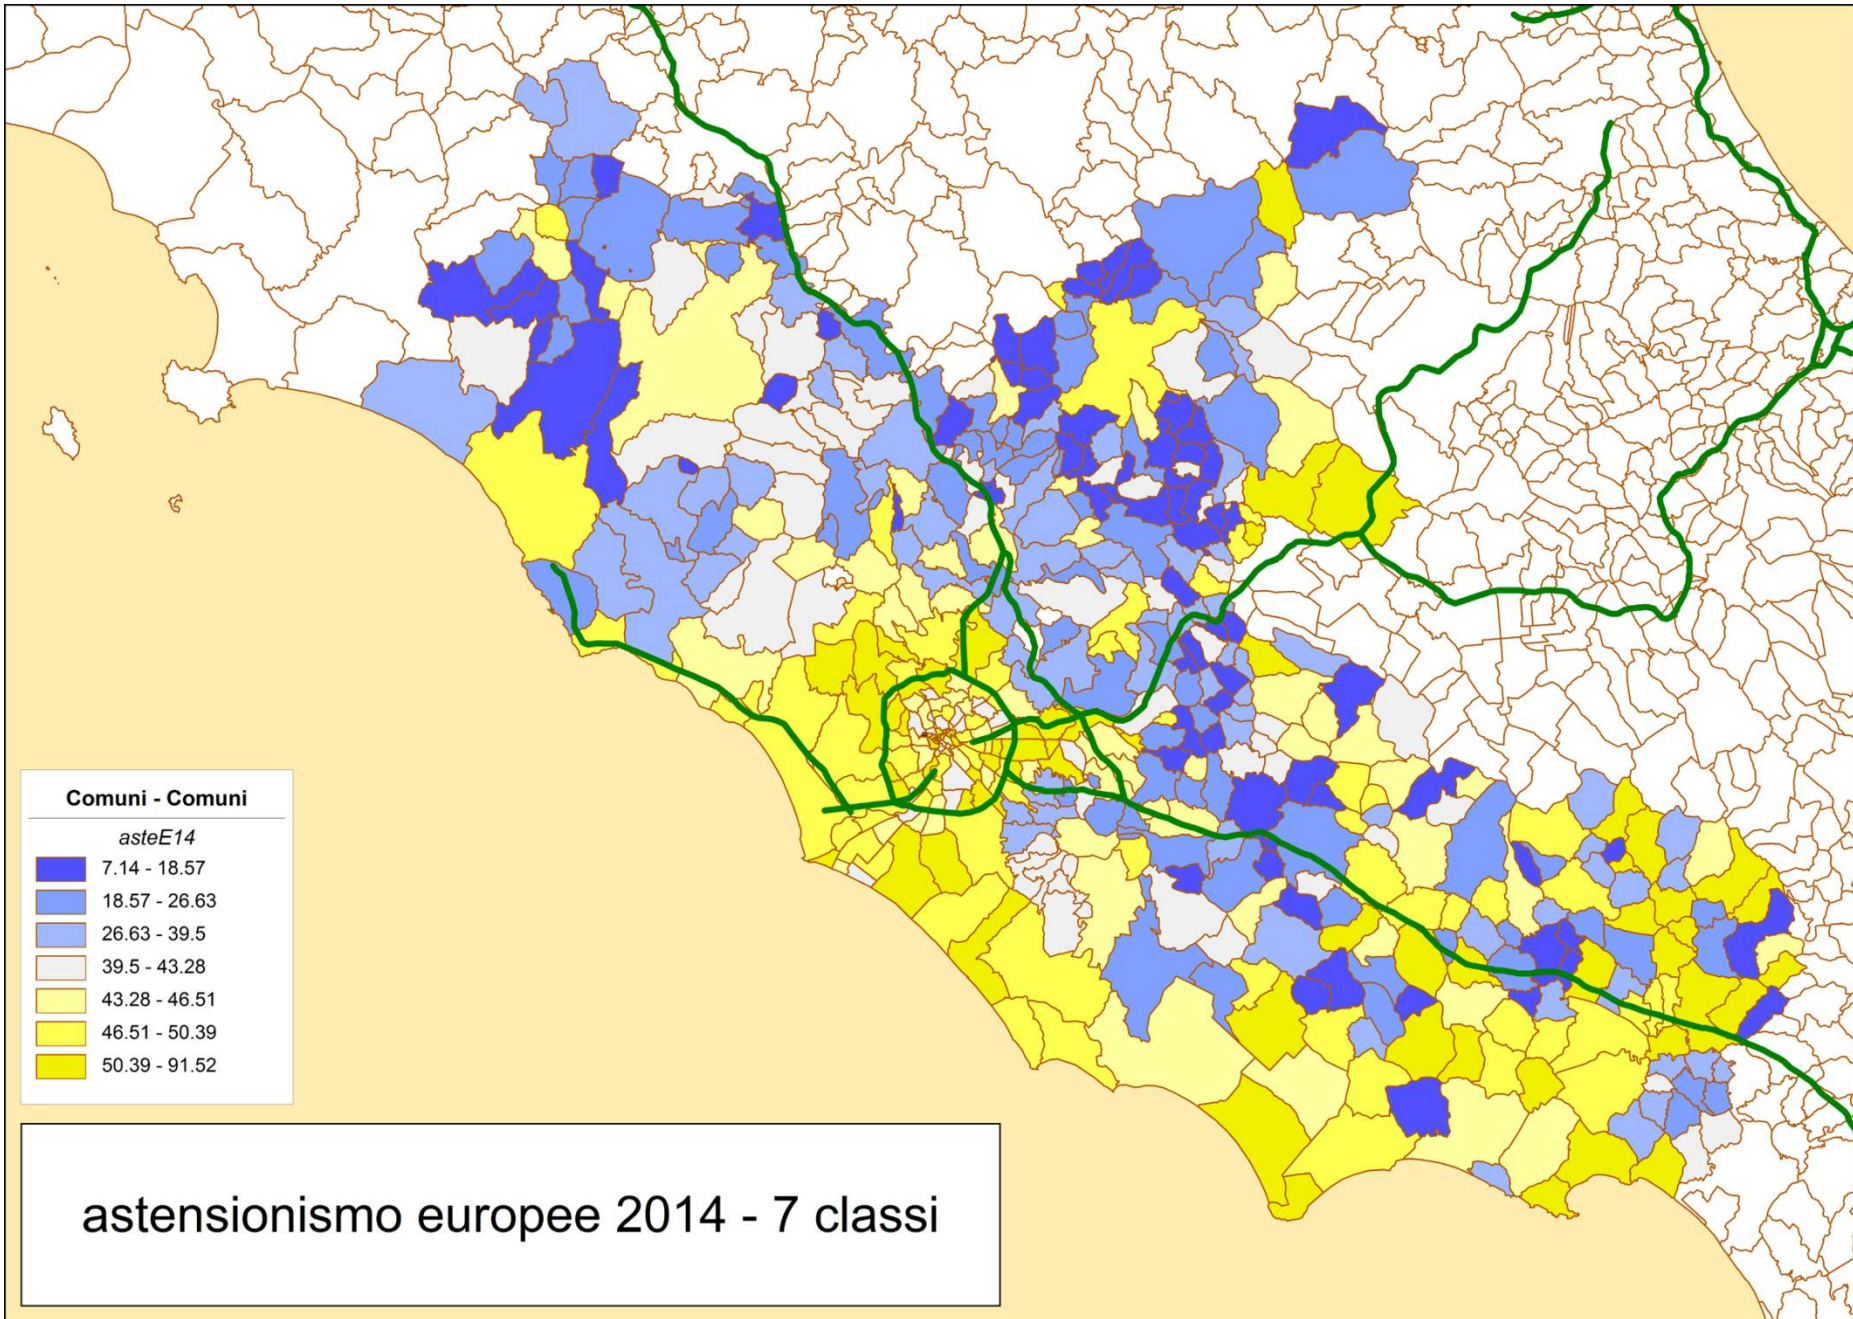 Comuni - Comuni
asteE14
7.14 - 18.57
18.57 - 26.63
26.63 - 39.5
39.5 - 43.28
43.28 - 46.51
46.51 - 50.39
50.39 - 91.52
astensionismo europee 2014 - 7 classi